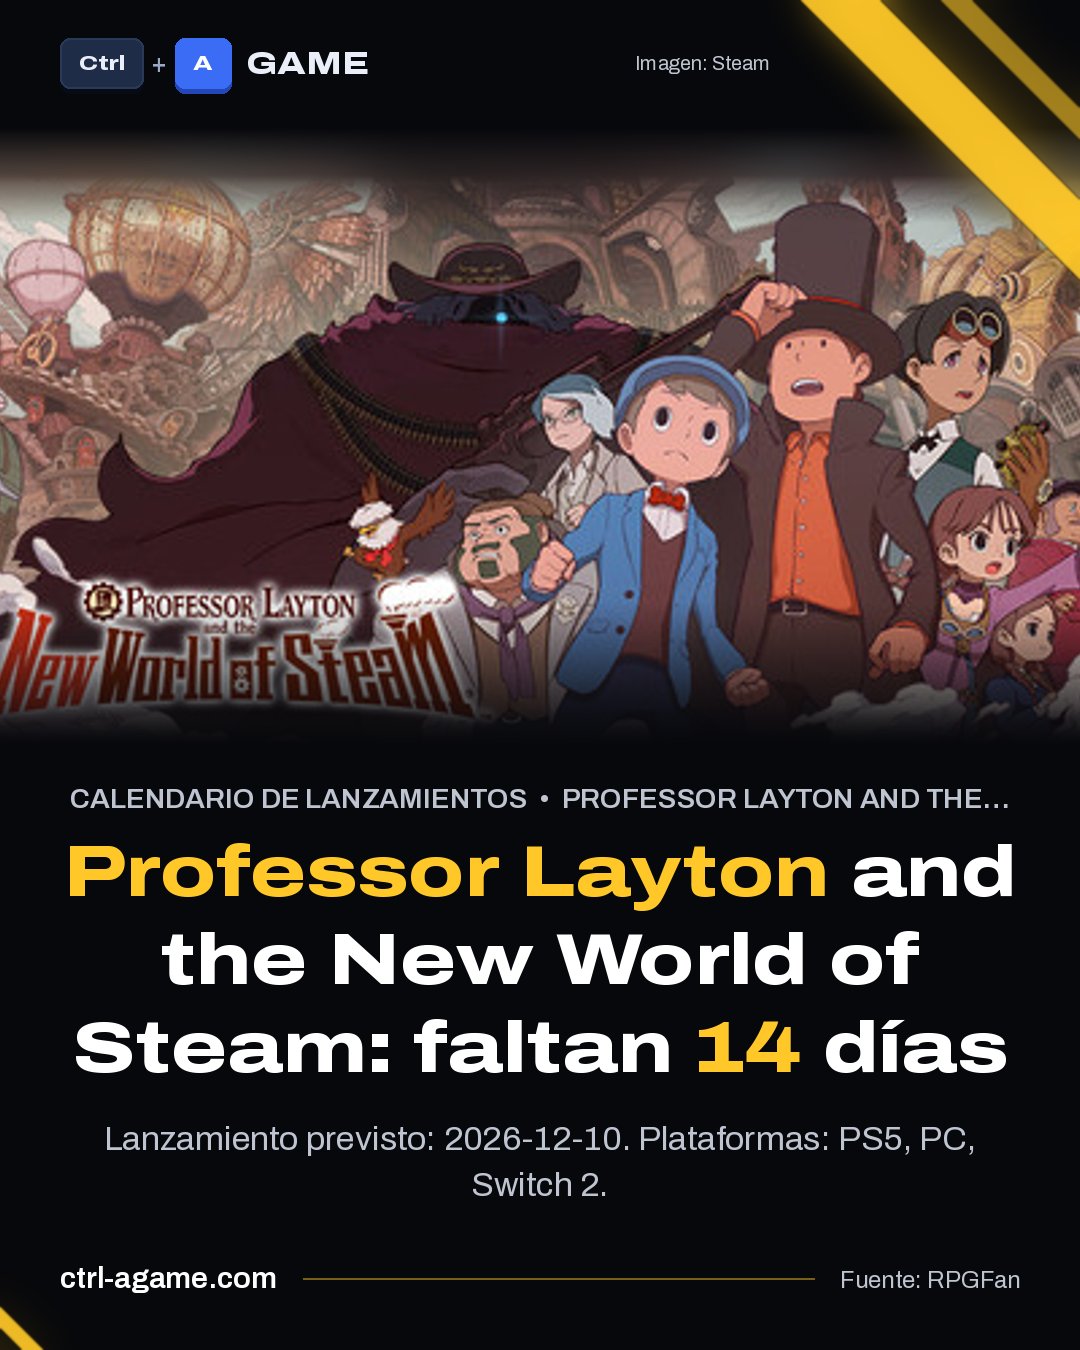 Ctrl + A GAME
Imagen: Steam
PROFESSOR LAYTON
and the
New World of Steam
CALENDARIO DE LANZAMIENTOS • PROFESSOR LAYTON AND THE...
Professor Layton and
the New World of
Steam: faltan 14 días
Lanzamiento previsto: 2026-12-10. Plataformas: PS5, PC,
Switch 2.
ctrl-agame.com
Fuente: RPGFan